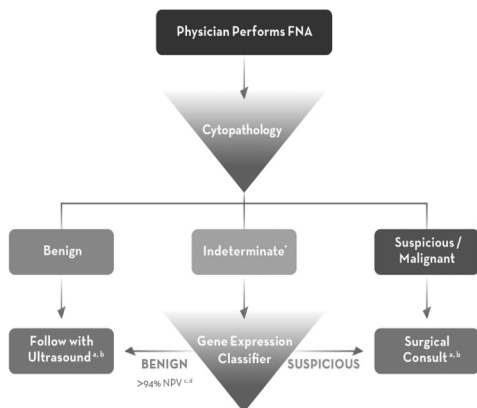 Physician Performs FNA
Cytopathology
Benign
Indeterminate*
Suspicious /
Malignant
Follow with
Ultrasound a, b
Gene Expression
Classifier
Surgical
Consult a, b
BENIGN
>94% NPV c, d
SUSPICIOUS